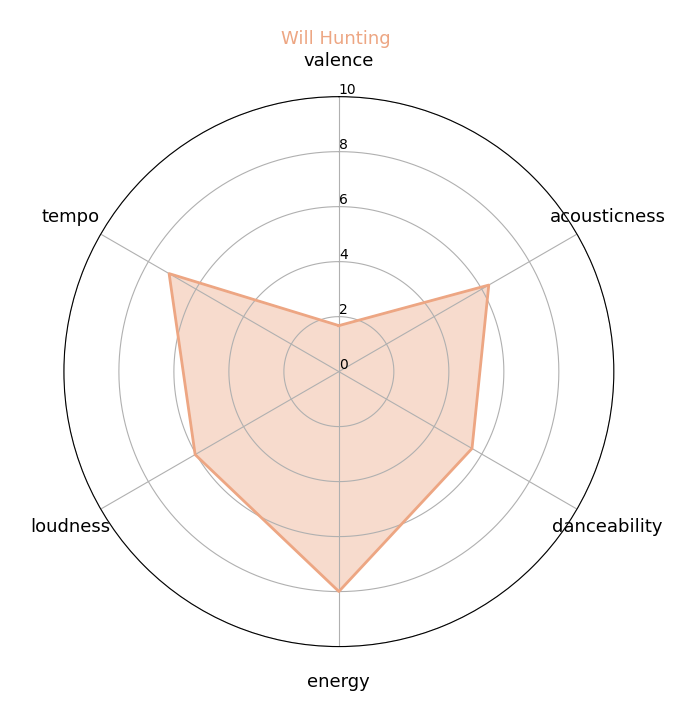 Will Hunting
valence
10
8
6
4
2
0
tempo
acousticness
loudness
danceability
energy